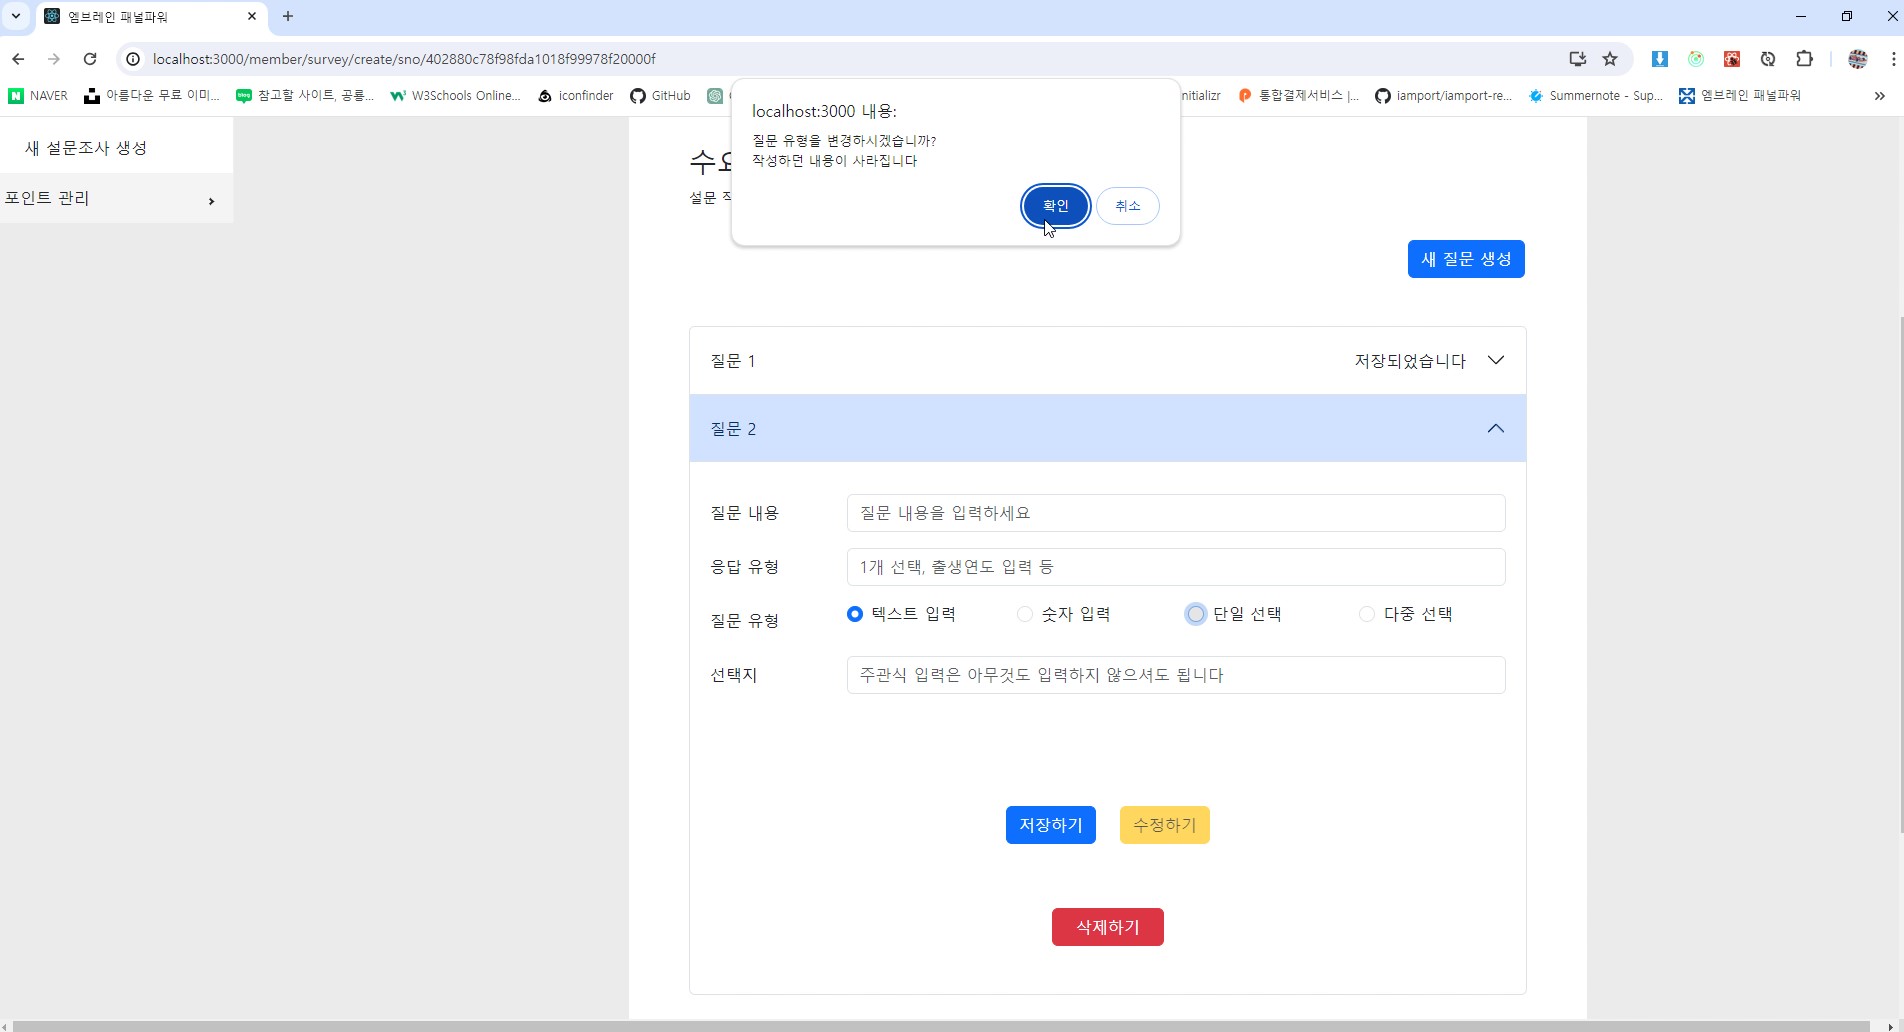 엠브레인 패널파워
localhost:3000/member/survey/create/sno/402880c78f98fda1018f99978f20000f
NAVER
아름다운 무료 이미...
blog
참고할 사이트, 공룡...
W3Schools Online...
iconfinder
GitHub
통합결제서비스 |...
iamport/iamport-re...
Summernote - Sup...
엠브레인 패널파워
localhost:3000 내용:
질문 유형을 변경하시겠습니까?
작성하던 내용이 사라집니다
확인
취소
새 설문조사 생성
포인트 관리
설문
새 질문 생성
질문 1
저장되었습니다
질문 2
질문 내용
질문 내용을 입력하세요
응답 유형
1개 선택, 출생연도 입력 등
질문 유형
텍스트 입력
숫자 입력
단일 선택
다중 선택
선택지
주관식 입력은 아무것도 입력하지 않으셔도 됩니다
저장하기
수정하기
삭제하기